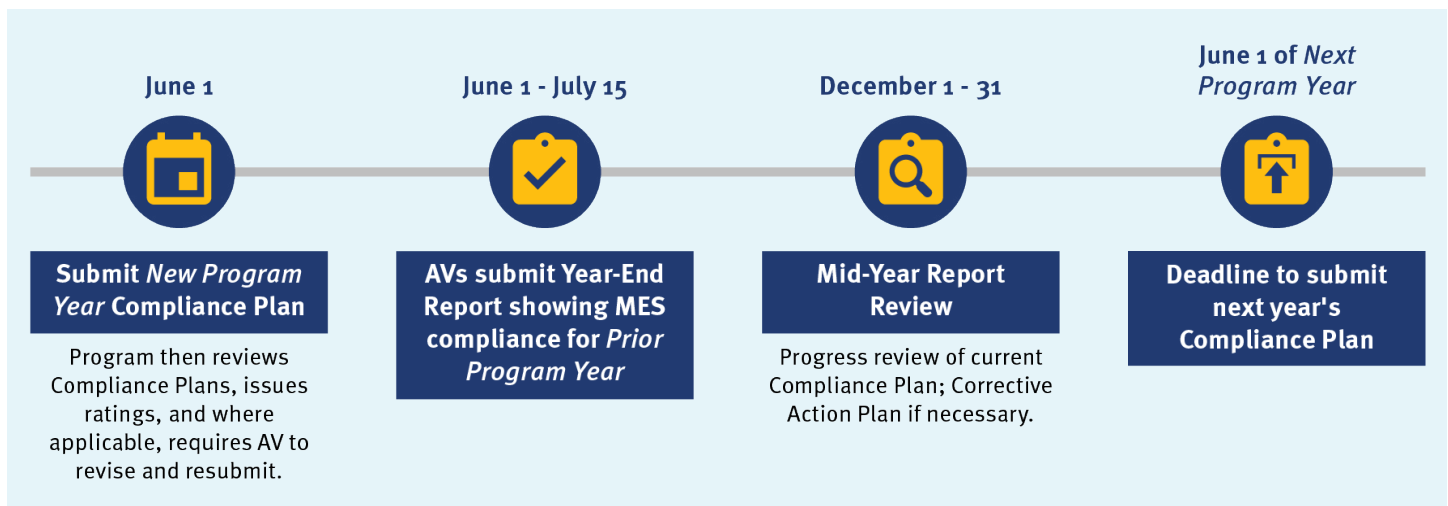 June 1
Submit New Program
Year Compliance Plan
Program then reviews
Compliance Plans, issues
ratings, and where
applicable, requires AV to
revise and resubmit.
June 1 - July 15
AVs submit Year-End
Report showing MES
compliance for Prior
Program Year
December 1 - 31
Mid-Year Report
Review
Progress review of current
Compliance Plan; Corrective
Action Plan if necessary.
June 1 of Next
Program Year
Deadline to submit
next year's
Compliance Plan